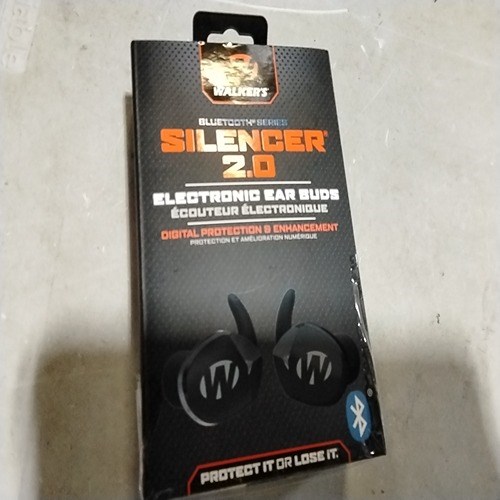 WALKER'S
BLUETOOTH® SERIES
SILENCER®
2.0
ELECTRONIC EAR BUDS
ÉCOUTEUR ÉLECTRONIQUE
DIGITAL PROTECTION & ENHANCEMENT
PROTECTION ET AMÉLIORATION NUMÉRIQUE
W W
PROTECT IT OR LOSE IT.